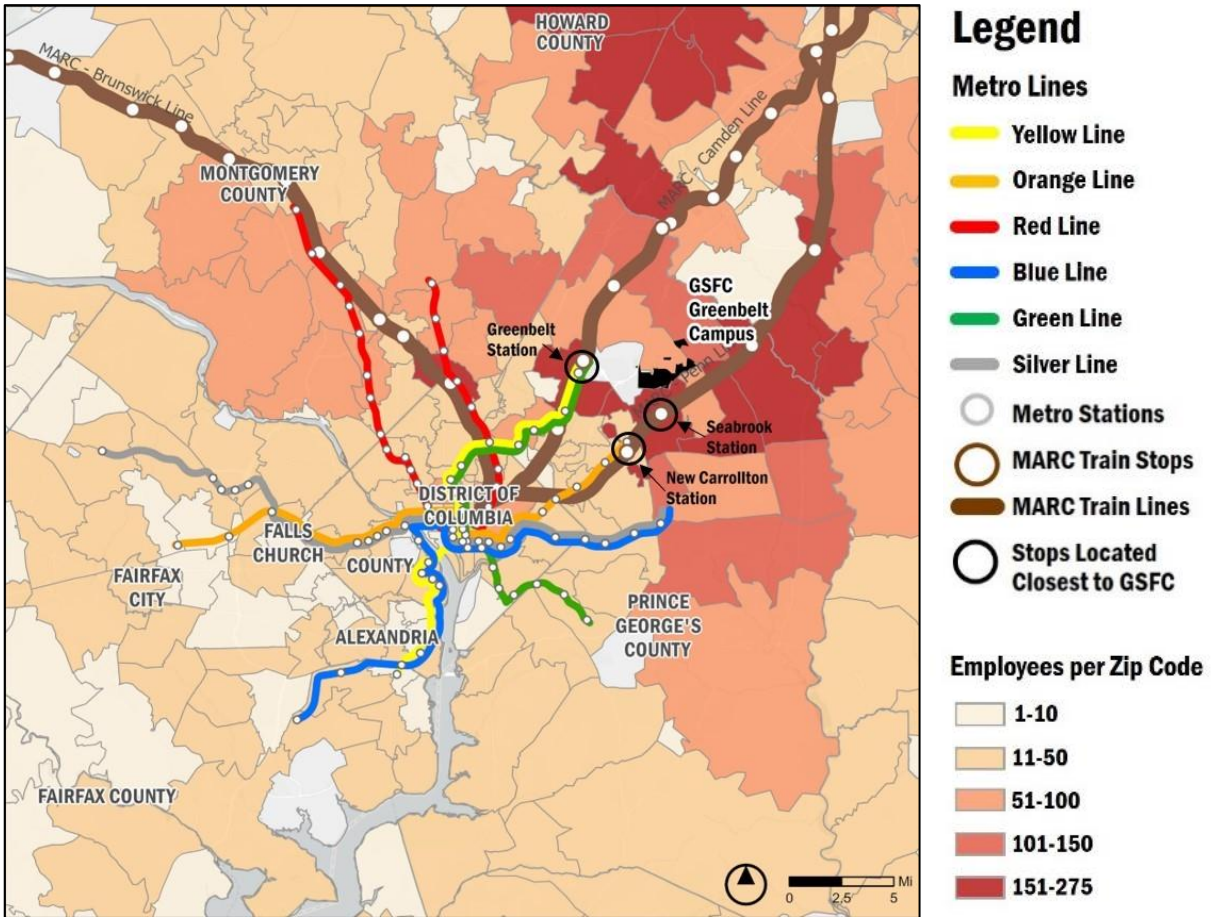 HOWARD
COUNTY
MARC - Brunswick Line
MONTGOMERY
COUNTY
MARC - Camden Line
GSFC
Greenbelt
Campus
Greenbelt
Station
Penn Li
Seabrook
Station
New Carrollton
Station
DISTRICT OF
COLUMBIA
FALLS
CHURCH
COUNTY
FAIRFAX
CITY
ALEXANDRIA
PRINCE
GEORGE'S
COUNTY
FAIRFAX COUNTY
Mi
0 2,5 5
Legend
Metro Lines
Yellow Line
Orange Line
Red Line
Blue Line
Green Line
Silver Line
Metro Stations
MARC Train Stops
MARC Train Lines
Stops Located
Closest to GSFC
Employees per Zip Code
1-10
11-50
51-100
101-150
151-275